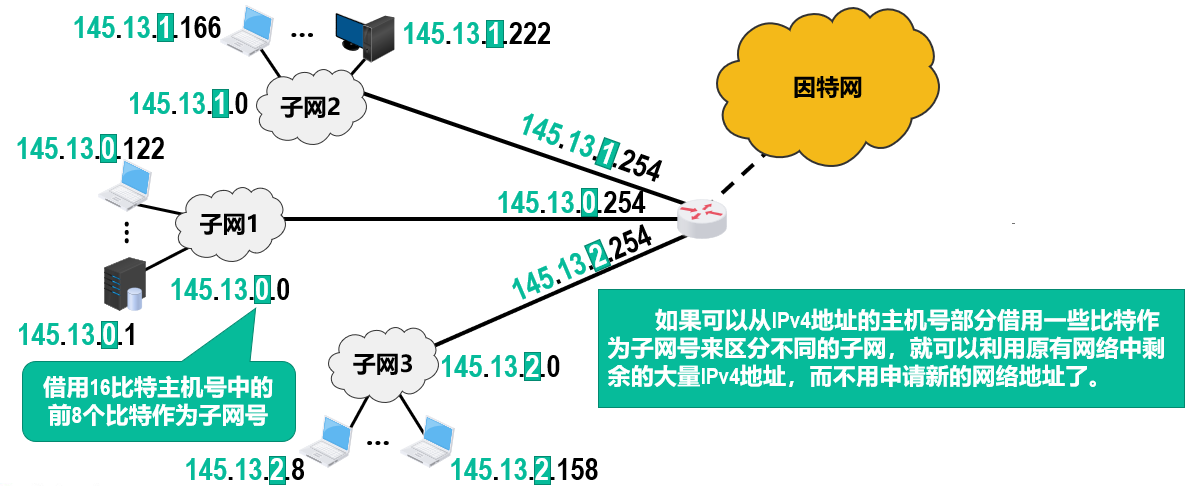 145.13.1.166
...
145.13.1.222
145.13.1.0
子网2
因特网
145.13.1.254
145.13.0.122
145.13.0.254
子网1
145.13.2.254
145.13.0.0
145.13.0.1
如果可以从IPv4地址的主机号部分借用一些比特作
为子网号来区分不同的子网，就可以利用原有网络中剩
余的大量IPv4地址，而不用申请新的网络地址了。
子网3
145.13.2.0
借用16比特主机号中的
前8个比特作为子网号
...
145.13.2.8
145.13.2.158